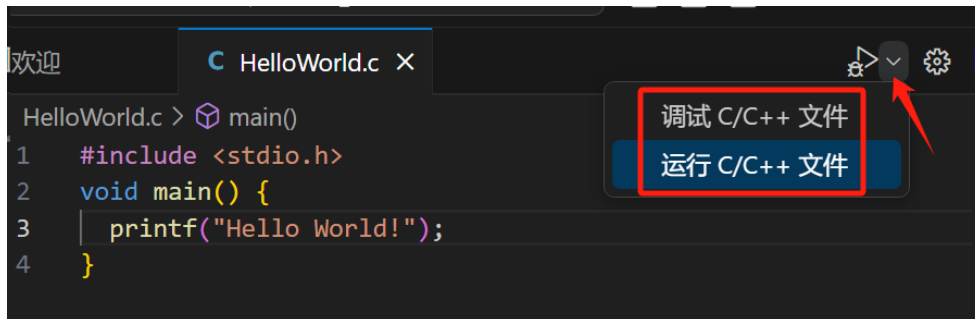 欢迎
C HelloWorld.c ×
HelloWorld.c > main()
调试 C/C++ 文件
运行 C/C++ 文件
1 #include <stdio.h>
2 void main() {
3 printf("Hello World!");
4 }